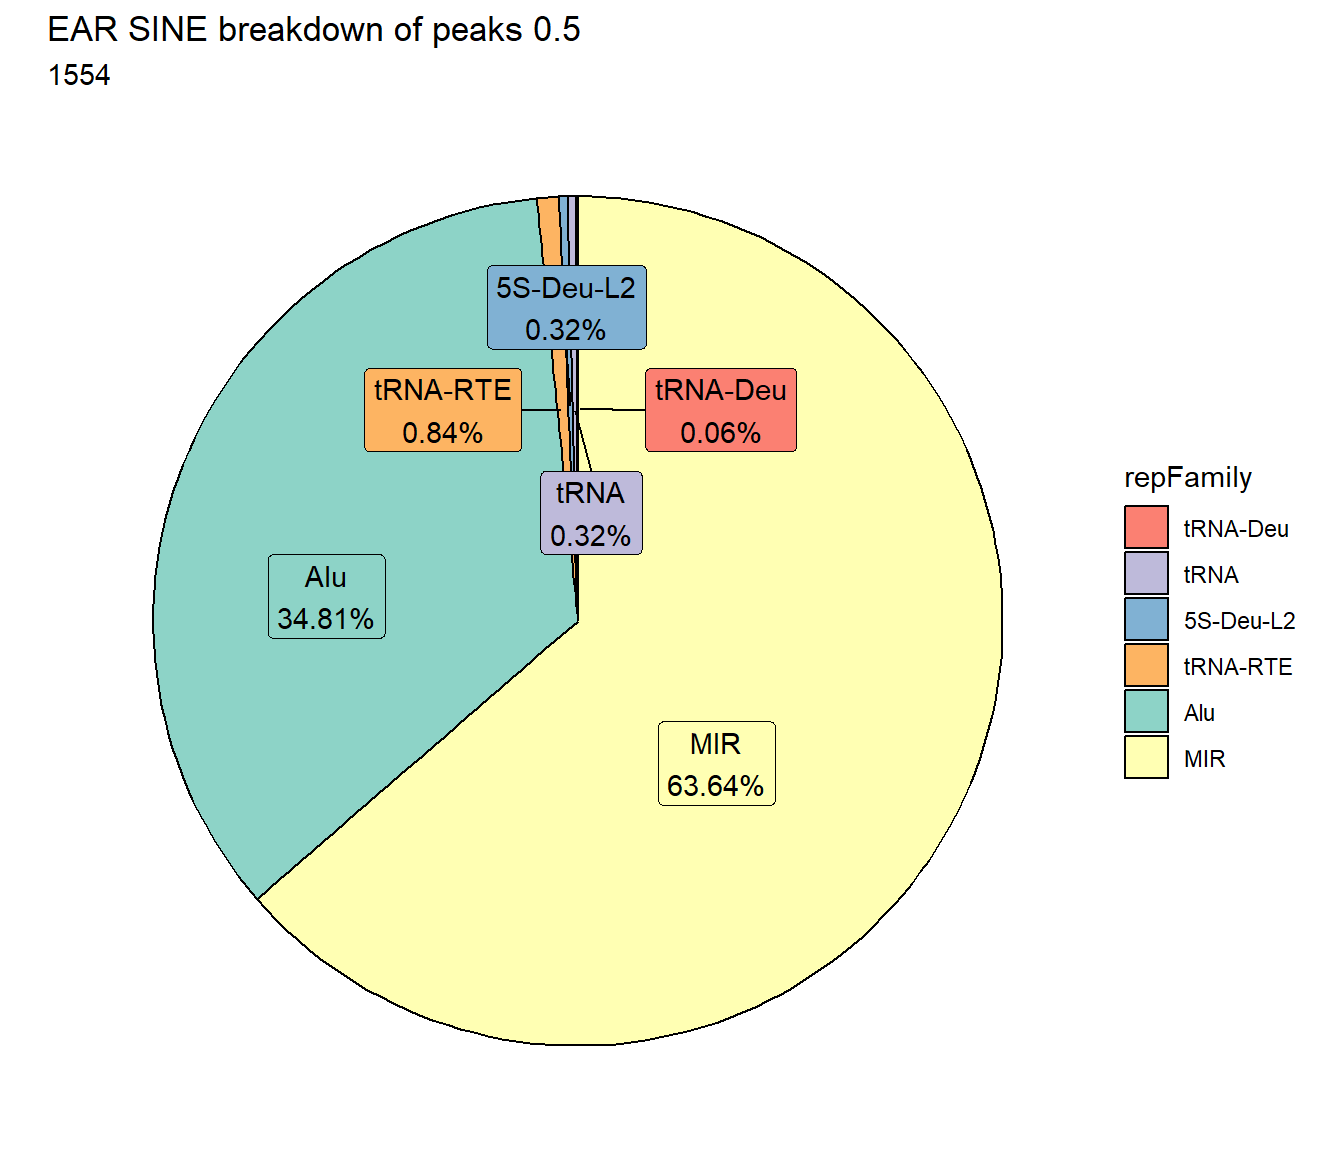 EAR SINE breakdown of peaks 0.5
1554
5S-Deu-L2
0.32%
tRNA-RTE
0.84%
tRNA-Deu
0.06%
tRNA
0.32%
Alu
34.81%
MIR
63.64%
repFamily
tRNA-Deu
tRNA
5S-Deu-L2
tRNA-RTE
Alu
MIR